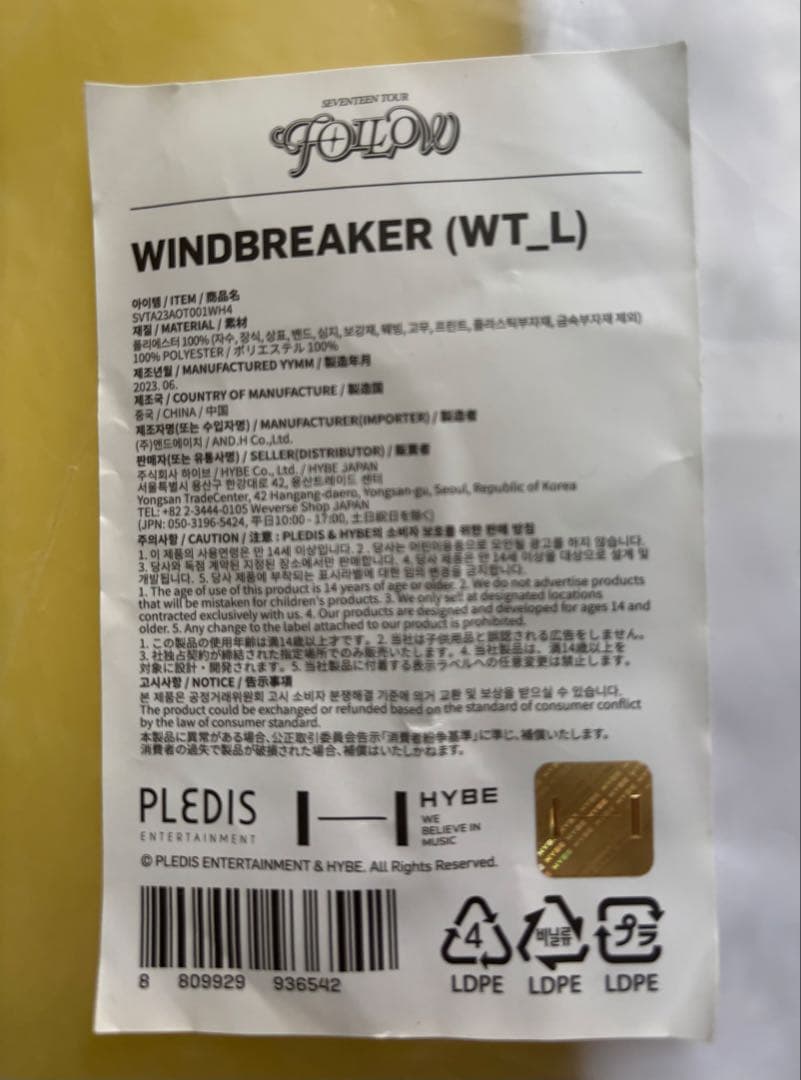 SEVENTEEN TOUR
FOLLOW
WINDBREAKER (WT_L)
아이템 / ITEM / 商品名
SVTA23AOT001WH4
재질 / MATERIAL / 素材
폴리에스터 100% (자수, 장식, 상표, 밴드, 심지, 보강재, 웨빙, 고무, 프린트, 플라스틱부자재, 금속부자재 제외)
100% POLYESTER / ポリエステル 100%
제조년월 / MANUFACTURED YYMM / 製造年月
2023. 06.
제조국 / COUNTRY OF MANUFACTURE / 製造国
중국 / CHINA / 中国
제조자명(또는 수입자명) / MANUFACTURER(IMPORTER) / 製造者
(주)앤드에이치 / AND.H Co.,Ltd.
판매자(또는 유통사명) / SELLER(DISTRIBUTOR) / 販売者
주식회사 하이브 / HYBE Co., Ltd. / HYBE JAPAN
서울특별시 용산구 한강대로 42, 용산트레이드 센터
Yongsan TradeCenter, 42 Hangang-daero, Yongsan-gu, Seoul, Republic of Korea
TEL: +82 2-3444-0105 Weverse Shop JAPAN
(JPN: 050-3196-5424, 平日10:00 - 17:00, 土日祝日を除く)
주의사항 / CAUTION / 注意 : PLEDIS & HYBE의 소비자 보호를 위한 판매 방침
1. 이 제품의 사용연령은 만 14세 이상입니다. 2. 당사는 어린이용품으로 오인될 광고를 하지 않습니다.
3. 당사와 독점 계약된 지정된 장소에서만 판매합니다. 4. 당사 제품은 만 14세 이상을 대상으로 설계 및
개발됩니다. 5. 당사 제품에 부착되는 표시라벨에 대한 임의 변경을 금지합니다.
1. The age of use of this product is 14 years of age or older. 2. We do not advertise products
that will be mistaken for children's products. 3. We only sell at designated locations
contracted exclusively with us. 4. Our products are designed and developed for ages 14 and
older. 5. Any change to the label attached to our product is prohibited.
1. この製品の使用年齢は満14歳以上才です。2. 当社は子供用品と誤認される広告をしません。
3. 社独占契約が締結された指定場所でのみ販売いたします。4. 当社製品は、満14歳以上を
対象に設計・開発されます。5. 当社製品に付着する表示ラベルへの任意変更は禁止します。
고시사항 / NOTICE / 告示事項
본 제품은 공정거래위원회 고시 소비자 분쟁해결 기준에 의거 교환 및 보상을 받으실 수 있습니다.
The product could be exchanged or refunded based on the standard of consumer conflict
by the law of consumer standard.
本製品に異常がある場合、公正取引委員会告示「消費者紛争基準」に準じ、補償いたします。
消費者の過失で製品が破損された場合、補償はいたしかねます。
PLEDIS
ENTERTAINMENT
HYBE
WE
BELIEVE IN
MUSIC
© PLEDIS ENTERTAINMENT & HYBE. All Rights Reserved.
8 809929 936542
4 비닐류 プラ
LDPE LDPE LDPE